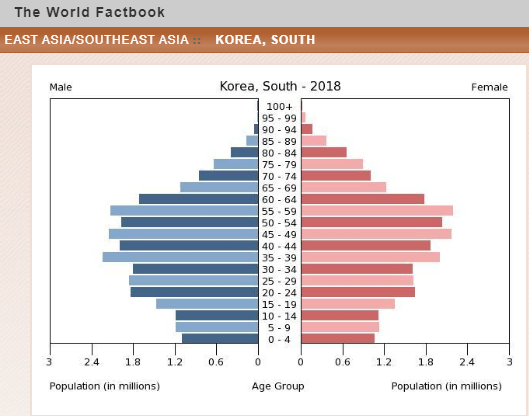 The World Factbook
EAST ASIA/SOUTHEAST ASIA :: KOREA, SOUTH
Male Korea, South - 2018 Female
100+
95 - 99
90 - 94
85 - 89
80 - 84
75 - 79
70 - 74
65 - 69
60 - 64
55 - 59
50 - 54
45 - 49
40 - 44
35 - 39
30 - 34
25 - 29
20 - 24
15 - 19
10 - 14
5 - 9
0 - 4
3 2.4 1.8 1.2 0.6 0 0 0.6 1.2 1.8 2.4 3
Population (in millions) Age Group Population (in millions)